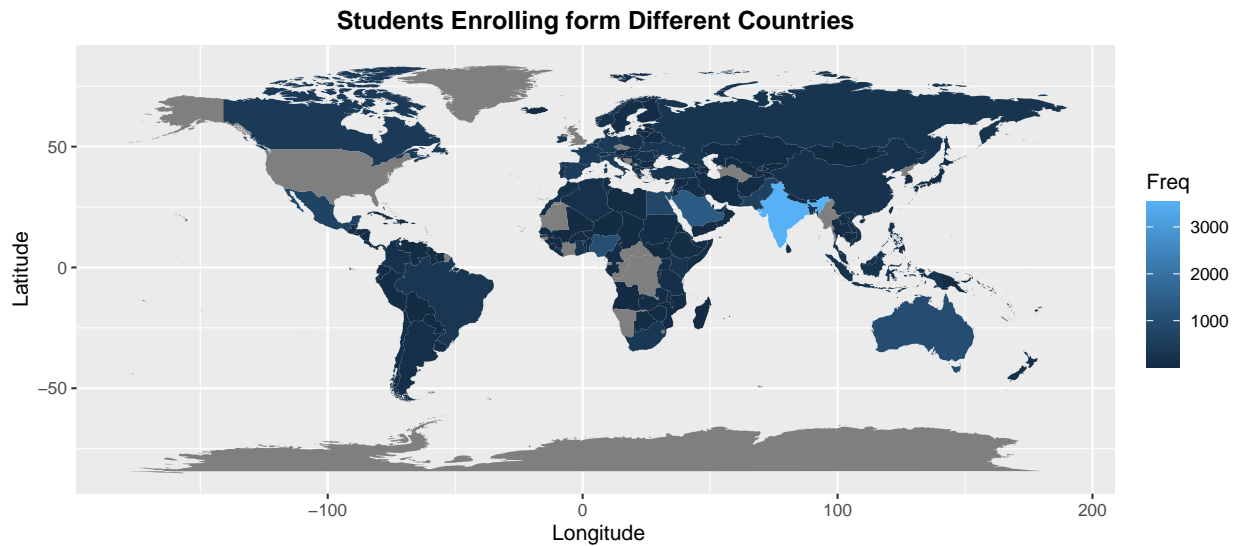 Students Enrolling form Different Countries
Latitude
50
0
−50
−100
0
100
200
Longitude
Freq
3000
2000
1000